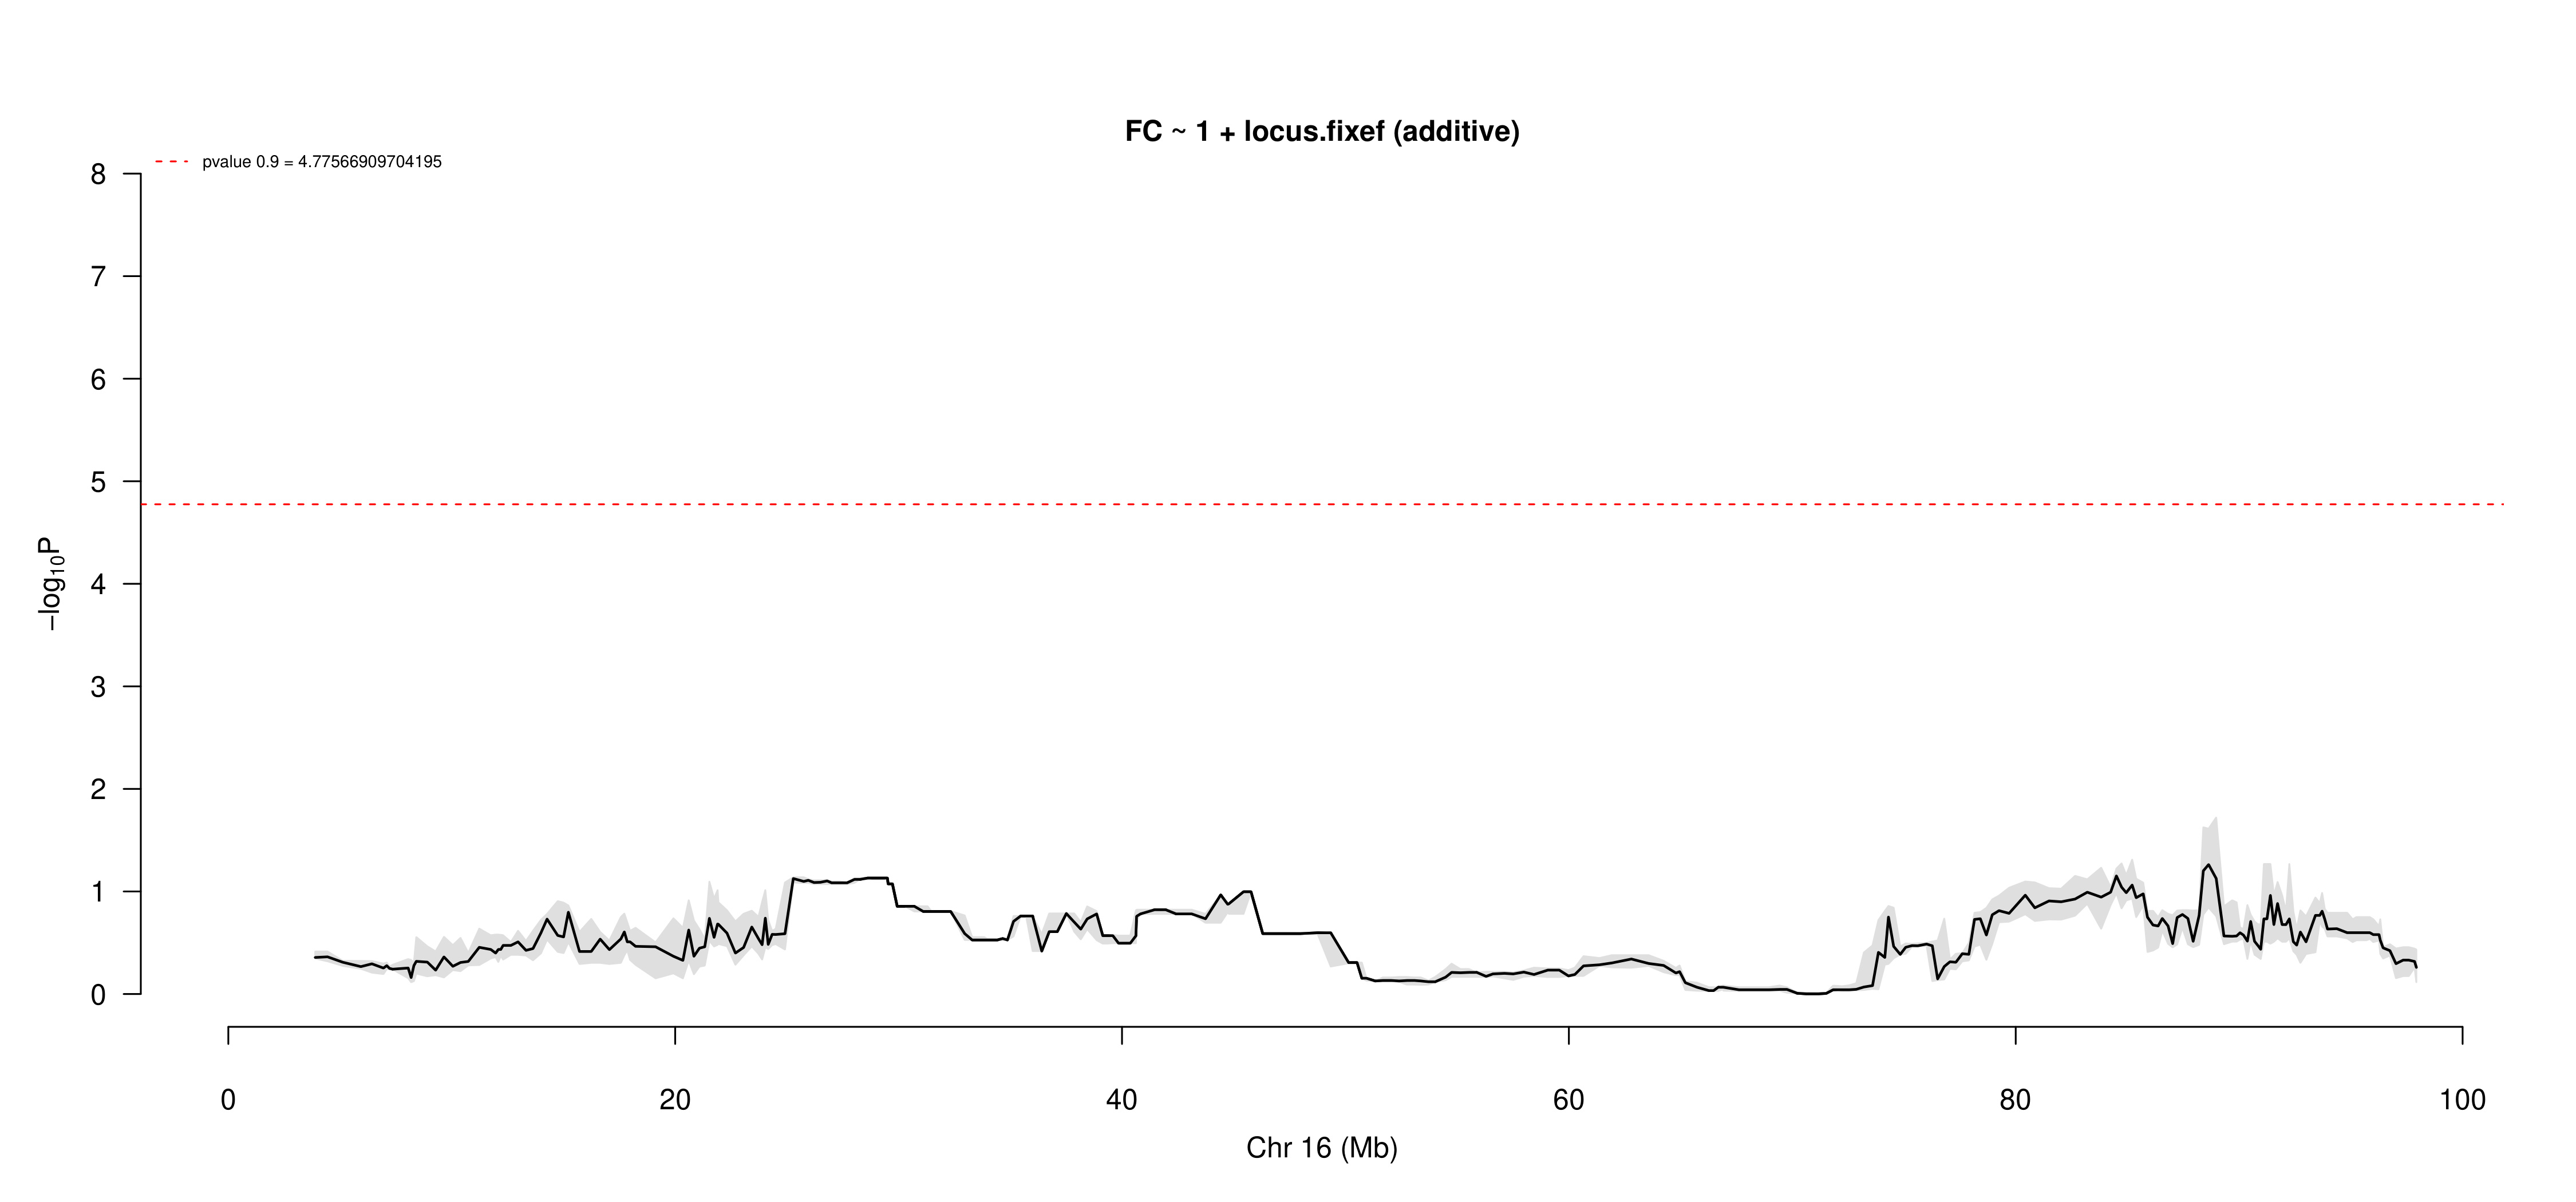 FC ~ 1 + locus.fixef (additive)
pvalue 0.9 = 4.77566909704195
8
7
6
5
4
3
2
1
0
−log₁₀P
0 20 40 60 80 100
Chr 16 (Mb)